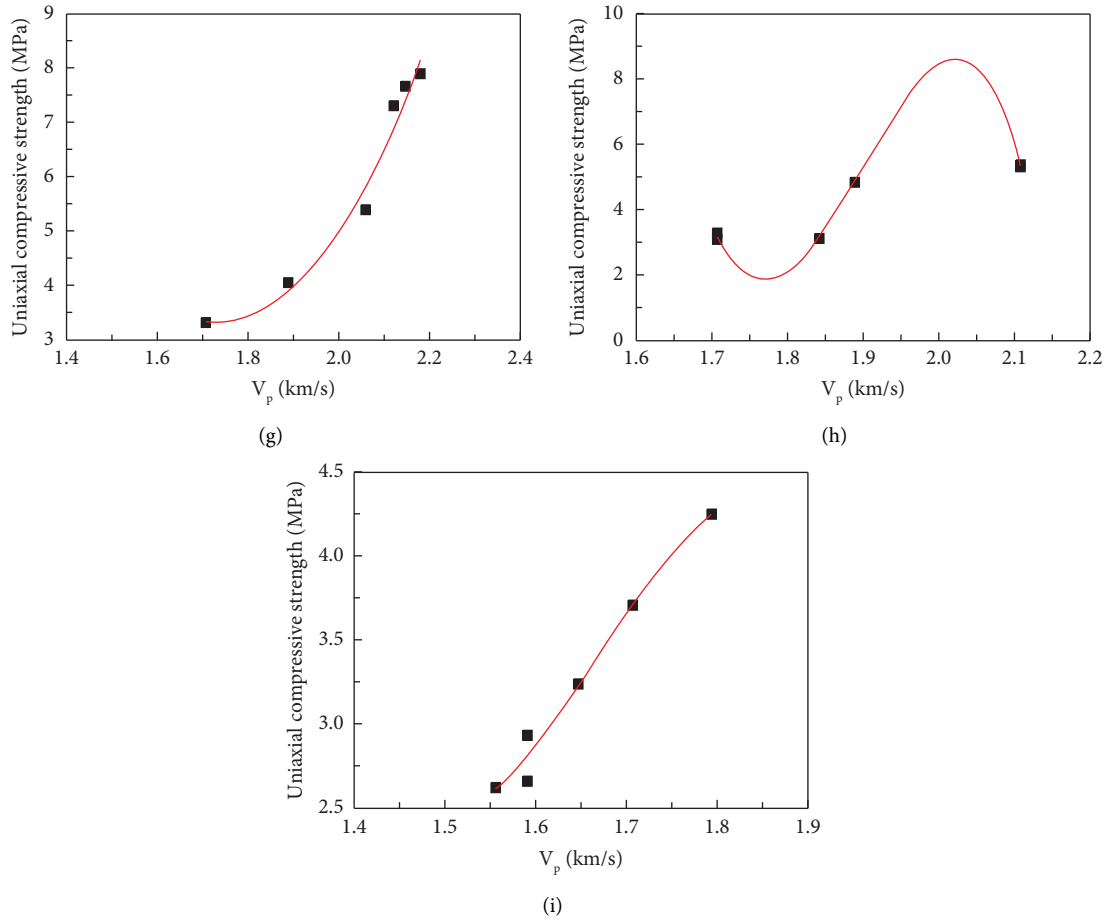 9
8
7
6
5
4
3
Uniaxial compressive strength (MPa)
1.4 1.6 1.8 2.0 2.2 2.4
V_p (km/s)
(g)
10
8
6
4
2
0
Uniaxial compressive strength (MPa)
1.6 1.7 1.8 1.9 2.0 2.1 2.2
V_p (km/s)
(h)
4.5
4.0
3.5
3.0
2.5
Uniaxial compressive strength (MPa)
1.4 1.5 1.6 1.7 1.8 1.9
V_p (km/s)
(i)